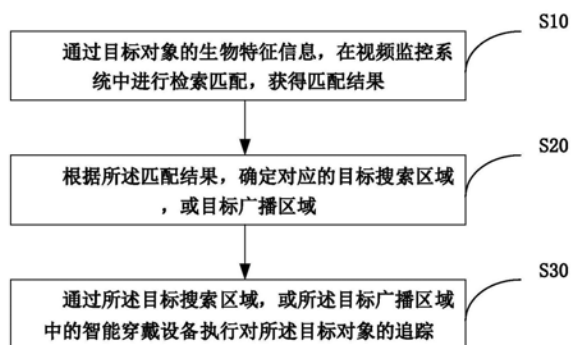 S10
通过目标对象的生物特征信息，在视频监控系
统中进行检索匹配，获得匹配结果
S20
根据所述匹配结果，确定对应的目标搜索区域
，或目标广播区域
S30
通过所述目标搜索区域，或所述目标广播区域
中的智能穿戴设备执行对所述目标对象的追踪